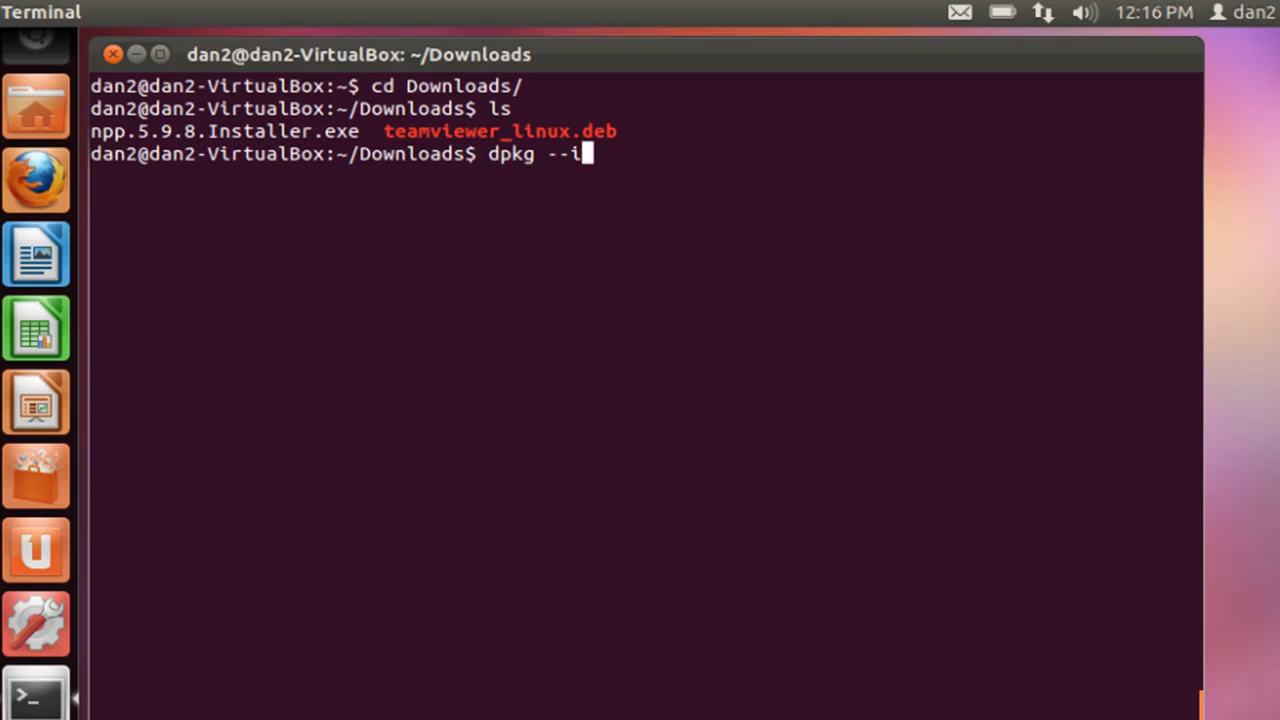 Terminal
12:16 PM dan2
dan2@dan2-VirtualBox: ~/Downloads
dan2@dan2-VirtualBox:~$ cd Downloads/
dan2@dan2-VirtualBox:~/Downloads$ ls
npp.5.9.8.Installer.exe teamviewer_linux.deb
dan2@dan2-VirtualBox:~/Downloads$ dpkg --i